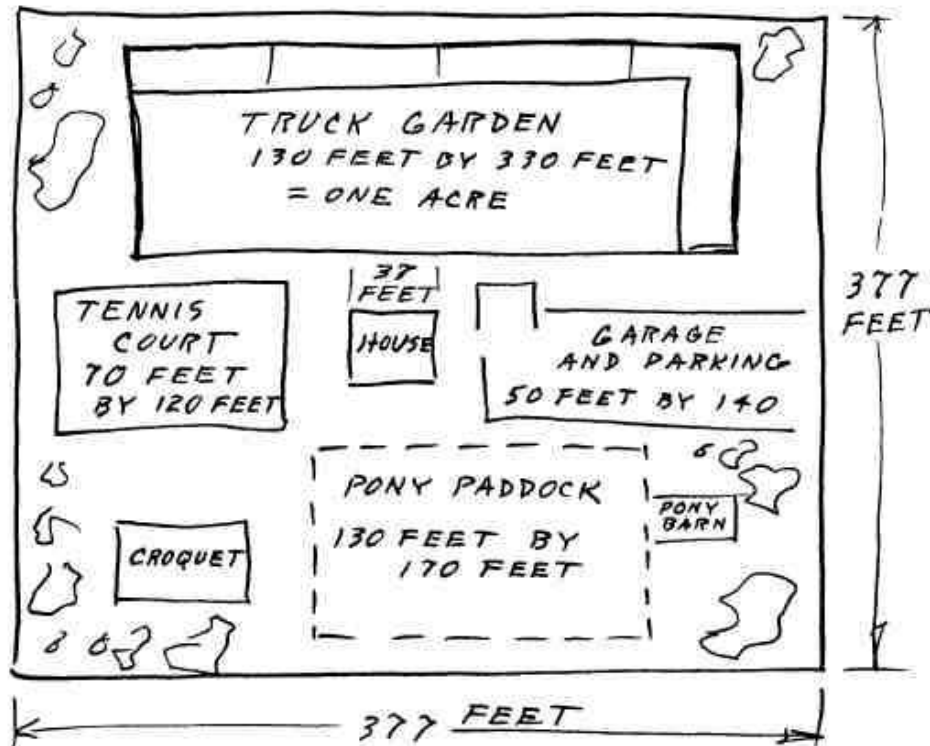 TRUCK GARDEN
130 FEET BY 330 FEET
= ONE ACRE
37
FEET
377
FEET
TENNIS
COURT
70 FEET
BY 120 FEET
HOUSE
GARAGE
AND PARKING
50 FEET BY 140
PONY PADDOCK
130 FEET BY
170 FEET
PONY
BARN
CROQUET
377 FEET